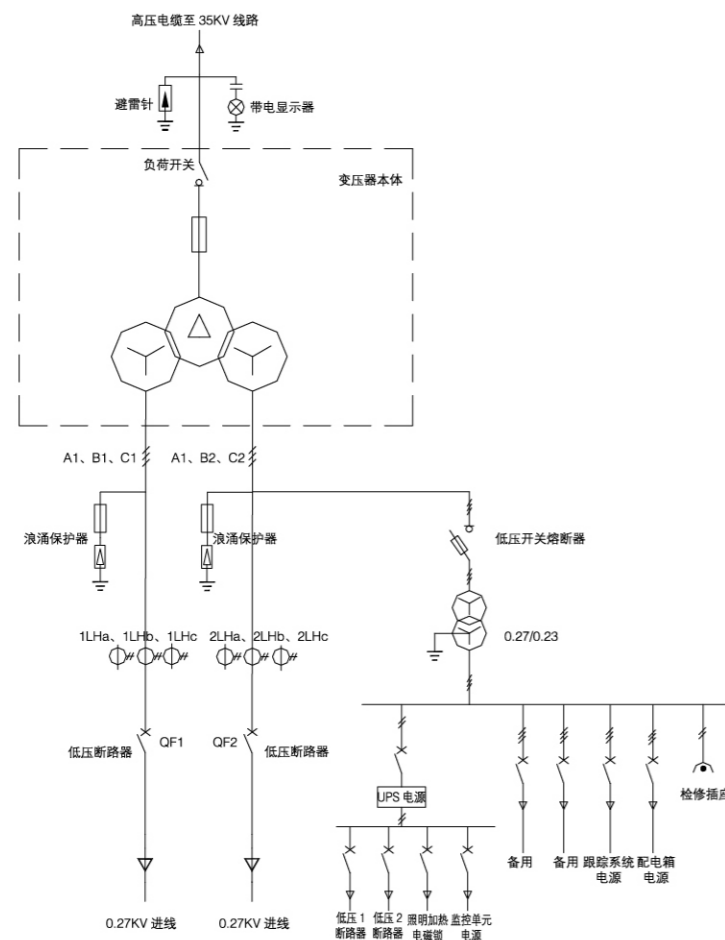 高压电缆至 35KV 线路
避雷针
带电显示器
负荷开关
变压器本体
A1、B1、C1
A1、B2、C2
浪涌保护器
浪涌保护器
低压开关熔断器
1LHa、1LHb、1LHc
2LHa、2LHb、2LHc
0.27/0.23
低压断路器
QF1
QF2
低压断路器
UPS 电源
检修插座
备用
备用
跟踪系统
电源
配电箱
电源
0.27KV 进线
0.27KV 进线
低压 1
断路器
低压 2
断路器
照明加热
电磁锁
监控单元
电源